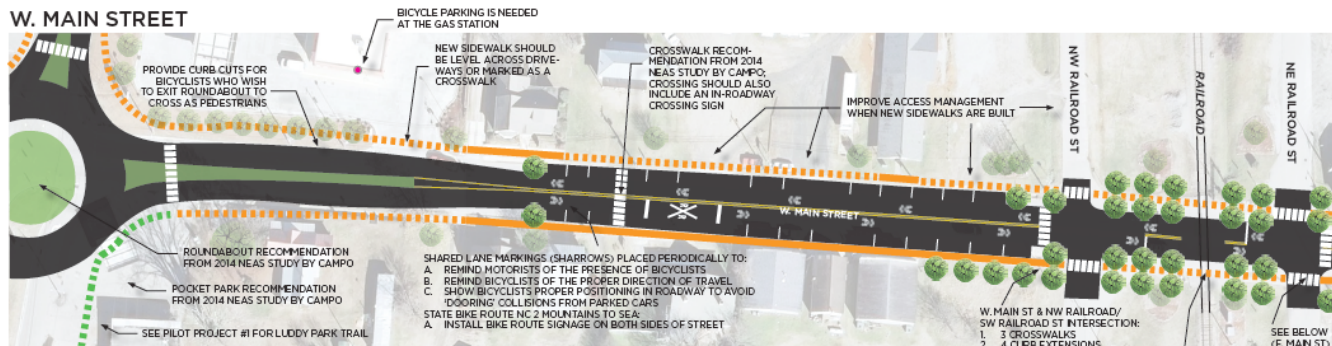 W. MAIN STREET
BICYCLE PARKING IS NEEDED
AT THE GAS STATION
NEW SIDEWALK SHOULD
BE LEVEL ACROSS DRIVE-
WAYS OR MARKED AS A
CROSSWALK
PROVIDE CURB CUTS FOR
BICYCLISTS WHO WISH
TO EXIT ROUNDABOUT TO
CROSS AS PEDESTRIANS
CROSSWALK RECOM-
MENDATION FROM 2014
NEAS STUDY BY CAMPO;
CROSSING SHOULD ALSO
INCLUDE AN IN-ROADWAY
CROSSING SIGN
IMPROVE ACCESS MANAGEMENT
WHEN NEW SIDEWALKS ARE BUILT
NW RAILROAD ST
RAILROAD
NE RAILROAD ST
W. MAIN STREET
ROUNDABOUT RECOMMENDATION
FROM 2014 NEAS STUDY BY CAMPO
POCKET PARK RECOMMENDATION
FROM 2014 NEAS STUDY BY CAMPO
SEE PILOT PROJECT #1 FOR LUDDY PARK TRAIL
SHARED LANE MARKINGS (SHARROWS) PLACED PERIODICALLY TO:
A. REMIND MOTORISTS OF THE PRESENCE OF BICYCLISTS
B. REMIND BICYCLISTS OF THE PROPER DIRECTION OF TRAVEL
C. SHOW BICYCLISTS PROPER POSITIONING IN ROADWAY TO AVOID
'DOORING' COLLISIONS FROM PARKED CARS
STATE BIKE ROUTE NC 2 MOUNTAINS TO SEA:
A. INSTALL BIKE ROUTE SIGNAGE ON BOTH SIDES OF STREET
W. MAIN ST & NW RAILROAD/
SW RAILROAD ST INTERSECTION:
1. 3 CROSSWALKS
2. 4 CURB EXTENSIONS
SEE BELOW
(E. MAIN ST)